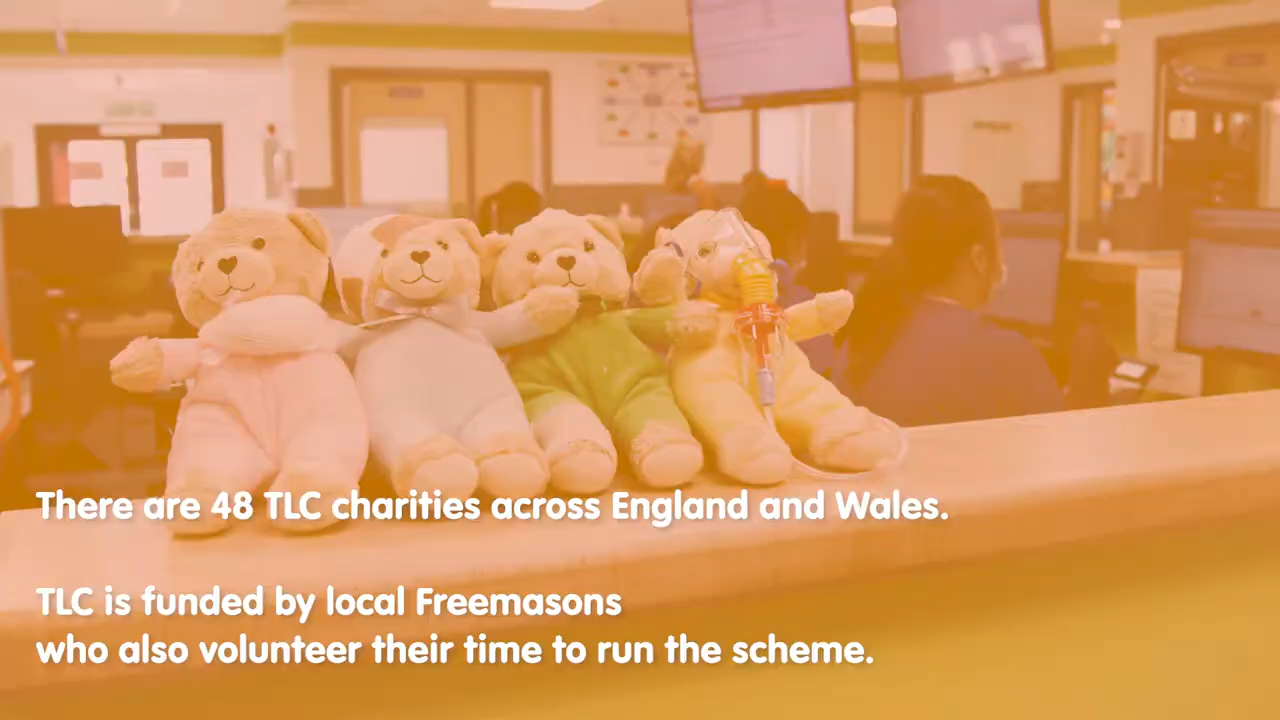 There are 48 TLC charities across England and Wales.
TLC is funded by local Freemasons
who also volunteer their time to run the scheme.